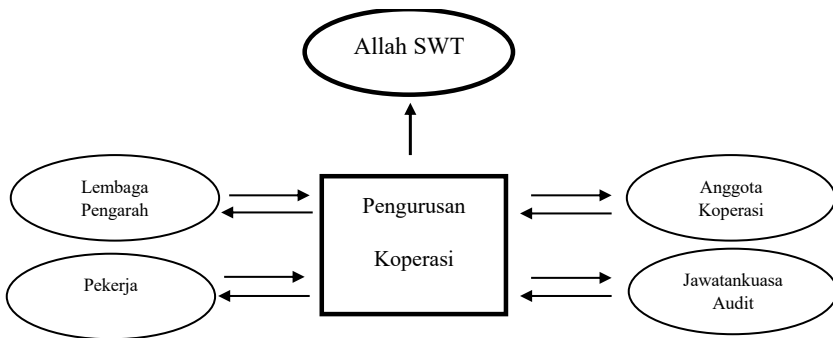 Allah SWT
Lembaga
Pengarah
Pengurusan
Koperasi
Anggota
Koperasi
Pekerja
Jawatankuasa
Audit